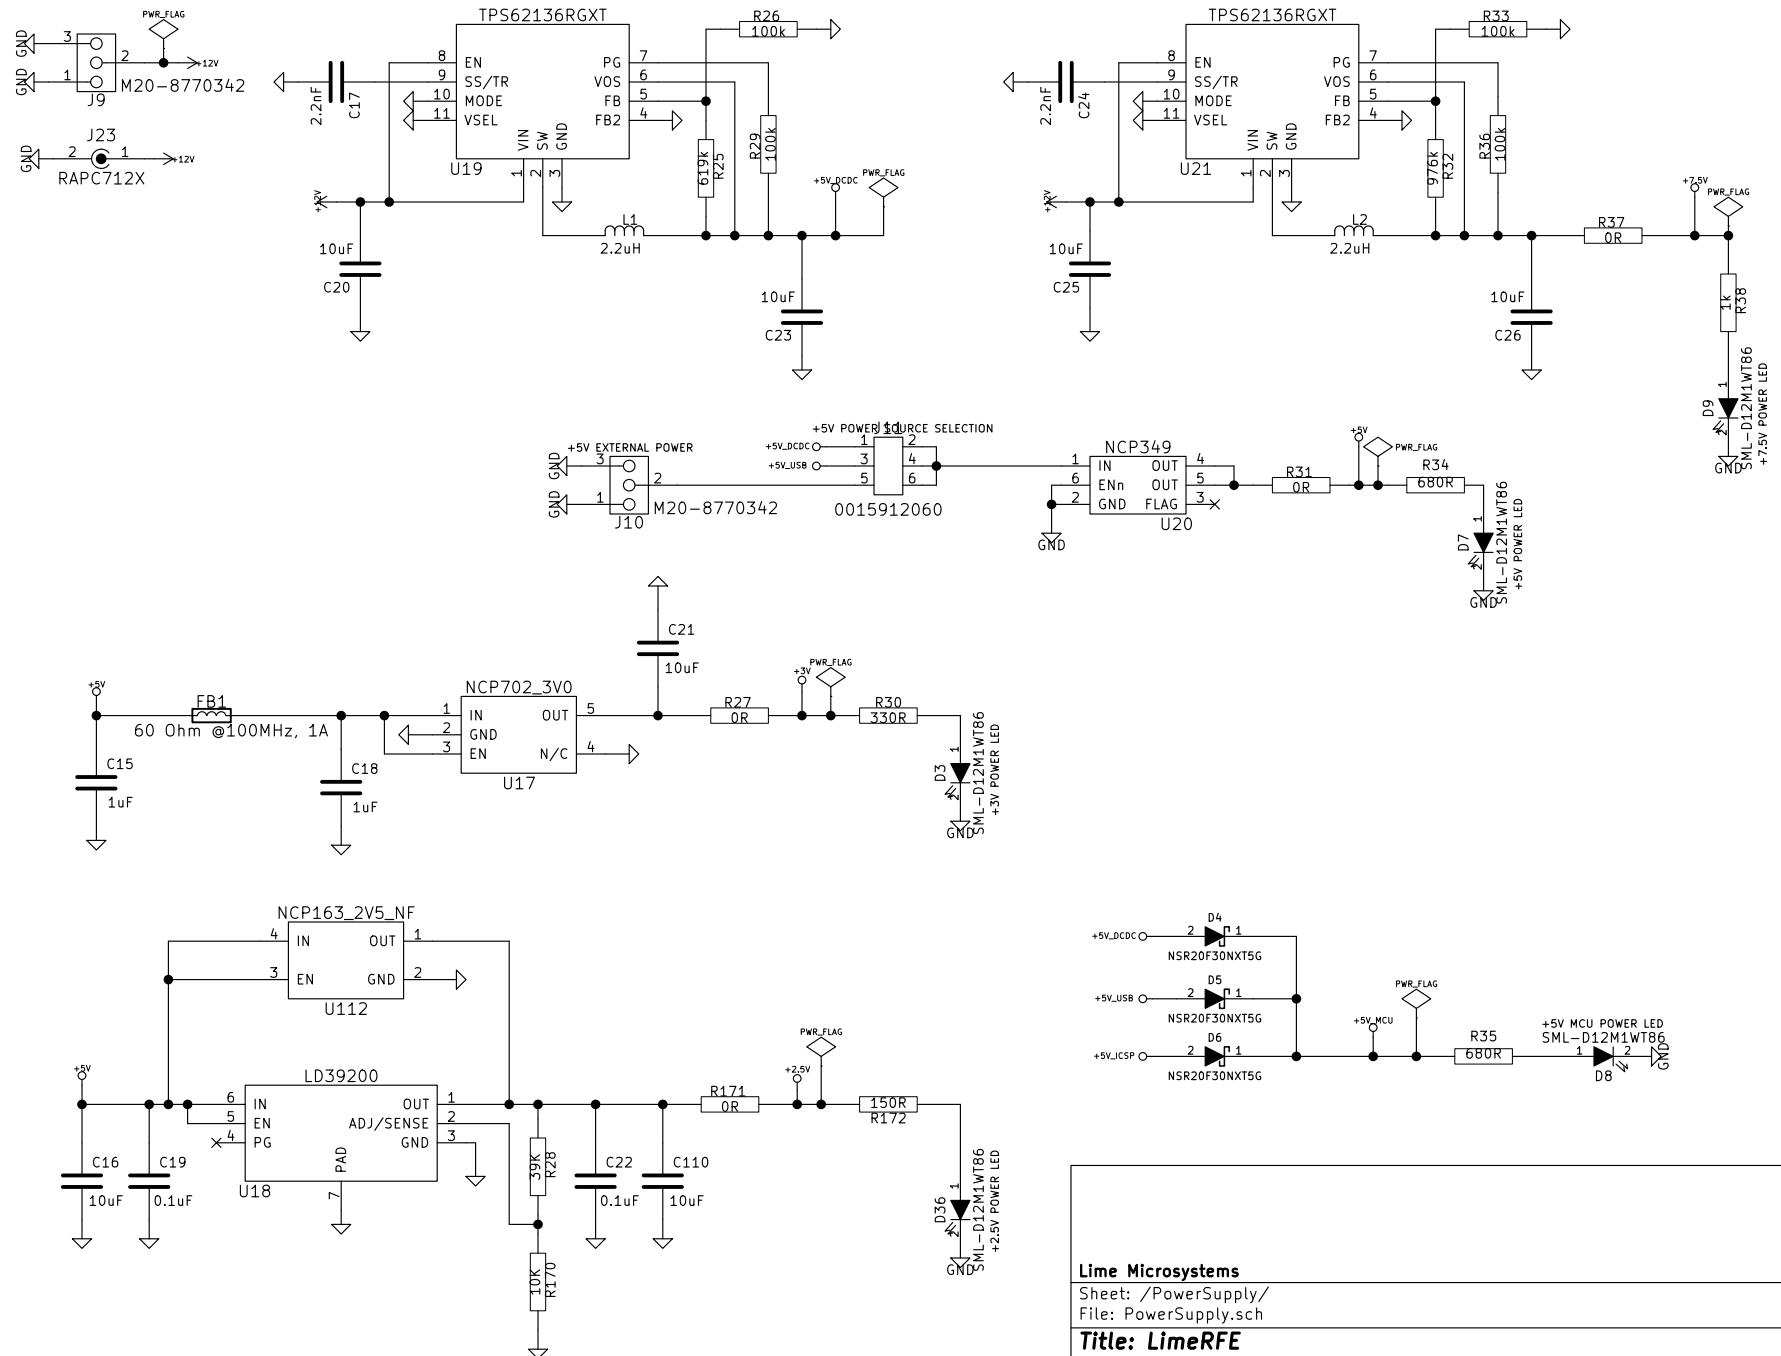 PWR_FLAG
GND 3
2 +12V
GND 1 M20-8770342
J9
J23
GND 2 1 +12V
RAPC712X
TPS62136RGXT
R26
100k
8 EN PG 7
9 SS/TR VOS 6
10 MODE FB 5
11 VSEL FB2 4
VIN SW GND
1 2 3
U19
2.2nF C17
R29 100k
619k R25
+12V
+5V_DCDC PWR_FLAG
L1
2.2uH
10uF
C20
10uF
C23
TPS62136RGXT
R33
100k
8 EN PG 7
9 SS/TR VOS 6
10 MODE FB 5
11 VSEL FB2 4
VIN SW GND
1 2 3
U21
2.2nF C24
R36 100k
976k R32
+12V
L2
2.2uH
10uF
C25
10uF
C26
R37
0R
+7.5V
PWR_FLAG
1k R38
1
D9
2
SML-D12M1WT86
+7.5V POWER LED
GND
+5V POWER SOURCE SELECTION
J11
+5V_DCDC 1 2
+5V_USB 3 4
5 6
0015912060
+5V EXTERNAL POWER
GND 3
2
GND 1
M20-8770342
J10
NCP349
1 IN OUT 4
6 ENn OUT 5
2 GND FLAG 3
U20
GND
R31
0R
+5V
PWR_FLAG
R34
680R
1
D7
2
SML-D12M1WT86
+5V POWER LED
GND
+5V
FB1
60 Ohm @100MHz, 1A
C15
1uF
C18
1uF
NCP702_3V0
1 IN OUT 5
2 GND
3 EN N/C 4
U17
C21
10uF
R27
0R
+3V
PWR_FLAG
R30
330R
1
D3
2
SML-D12M1WT86
+3V POWER LED
GND
NCP163_2V5_NF
4 IN OUT 1
3 EN GND 2
U112
+5V
LD39200
6 IN OUT 1
5 EN ADJ/SENSE 2
4 PG GND 3
PAD
7
U18
C16
10uF
C19
0.1uF
39K R28
10K R170
C22
0.1uF
C110
10uF
R171
0R
+2.5V
PWR_FLAG
150R
R172
1
D36
2
SML-D12M1WT86
+2.5V POWER LED
GND
D4
+5V_DCDC 2 1
NSR20F30NXT5G
D5
+5V_USB 2 1
NSR20F30NXT5G
D6
+5V_ICSP 2 1
NSR20F30NXT5G
+5V_MCU
PWR_FLAG
R35
680R
+5V MCU POWER LED
SML-D12M1WT86
1 2
D8
GND
Lime Microsystems
Sheet: /PowerSupply/
File: PowerSupply.sch
Title: LimeRFE